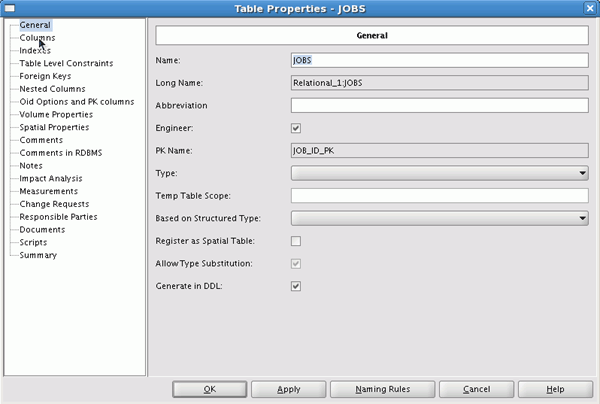 Table Properties - JOBS
General
Columns
Indexes
Table Level Constraints
Foreign Keys
Nested Columns
Oid Options and PK columns
Volume Properties
Spatial Properties
Comments
Comments in RDBMS
Notes
Impact Analysis
Measurements
Change Requests
Responsible Parties
Documents
Scripts
Summary
General
Name: JOBS
Long Name: Relational_1:JOBS
Abbreviation
Engineer:
PK Name: JOB_ID_PK
Type:
Temp Table Scope:
Based on Structured Type:
Register as Spatial Table:
Allow Type Substitution:
Generate in DDL:
OK Apply Naming Rules Cancel Help